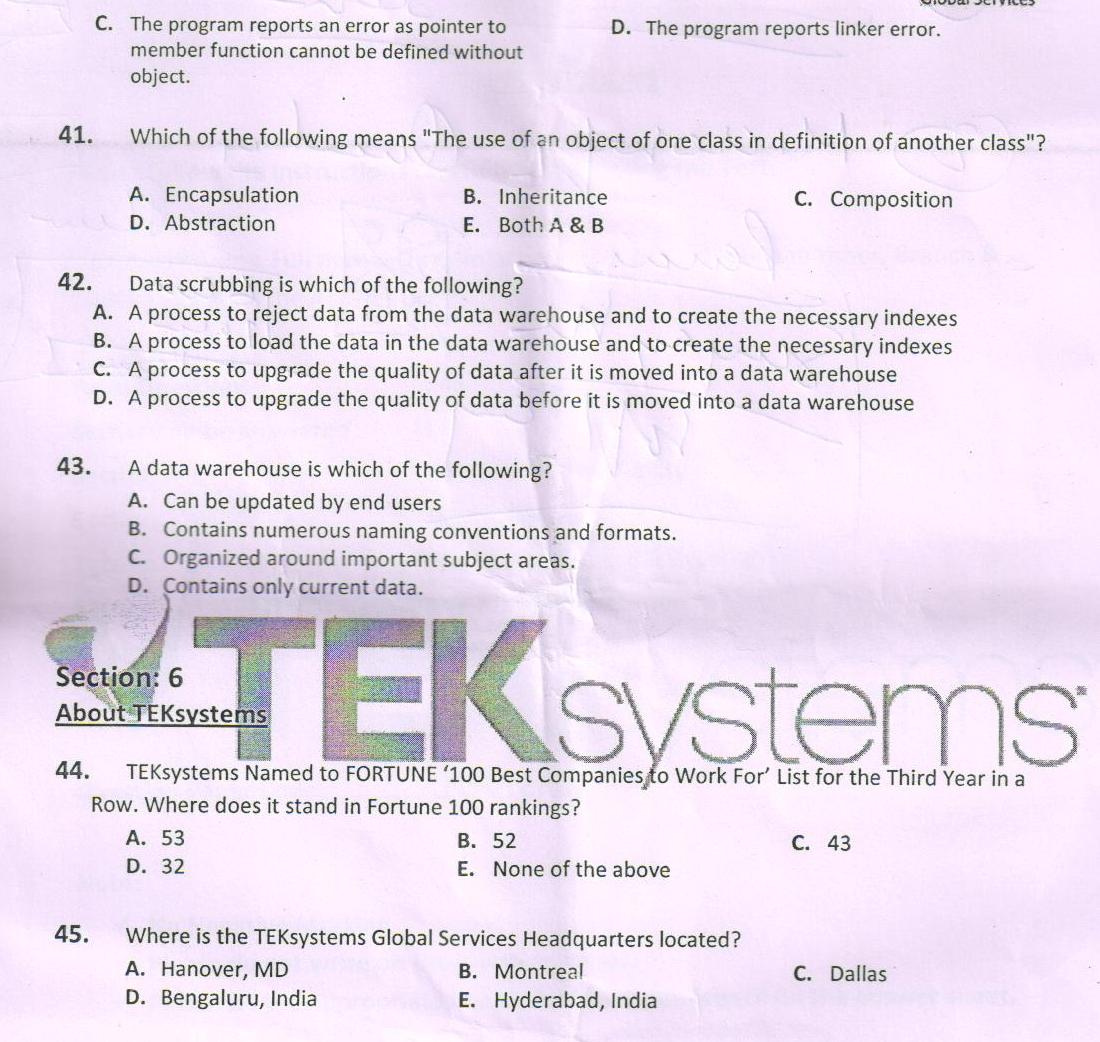 C. The program reports an error as pointer to member function cannot be defined without object.
D. The program reports linker error.
41. Which of the following means "The use of an object of one class in definition of another class"?
A. Encapsulation B. Inheritance C. Composition
D. Abstraction E. Both A & B
42. Data scrubbing is which of the following?
A. A process to reject data from the data warehouse and to create the necessary indexes
B. A process to load the data in the data warehouse and to create the necessary indexes
C. A process to upgrade the quality of data after it is moved into a data warehouse
D. A process to upgrade the quality of data before it is moved into a data warehouse
43. A data warehouse is which of the following?
A. Can be updated by end users
B. Contains numerous naming conventions and formats.
C. Organized around important subject areas.
D. Contains only current data.
TEKsystems
Section: 6
About TEKsystems
44. TEKsystems Named to FORTUNE '100 Best Companies to Work For' List for the Third Year in a
Row. Where does it stand in Fortune 100 rankings?
A. 53 B. 52 C. 43
D. 32 E. None of the above
45. Where is the TEKsystems Global Services Headquarters located?
A. Hanover, MD B. Montreal C. Dallas
D. Bengaluru, India E. Hyderabad, India